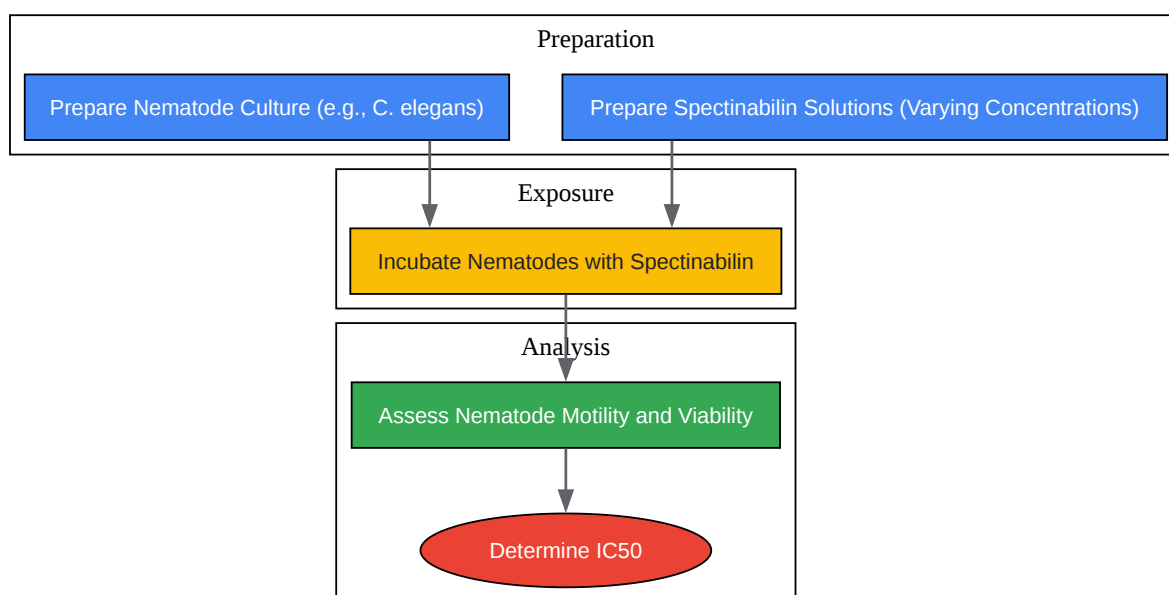 Preparation
Prepare Nematode Culture (e.g., C. elegans)
Prepare Spectinabilin Solutions (Varying Concentrations)
Exposure
Incubate Nematodes with Spectinabilin
Analysis
Assess Nematode Motility and Viability
Determine IC50